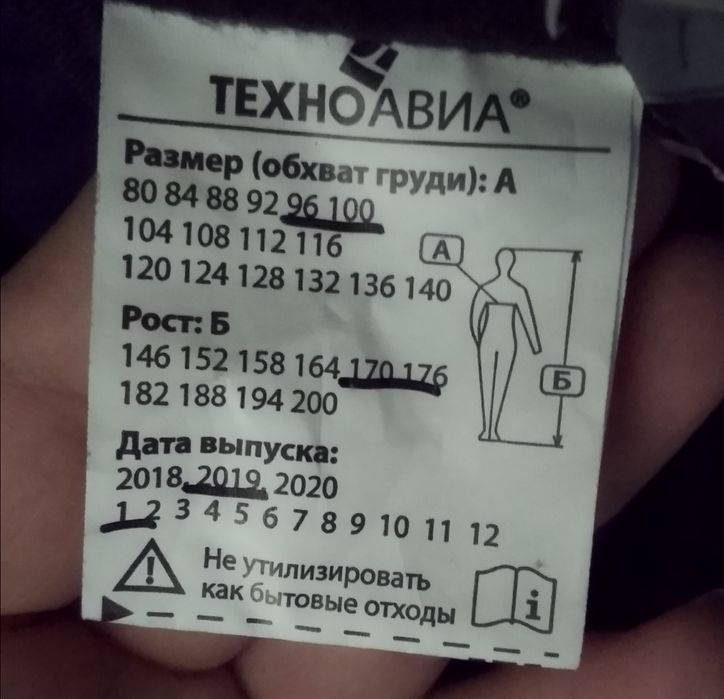 ТЕХНОАВИА®
Размер (обхват груди): А
80 84 88 92 96 100
104 108 112 116
120 124 128 132 136 140
А
Рост: Б
146 152 158 164 170 176
182 188 194 200
Б
Дата выпуска:
2018 2019 2020
1 2 3 4 5 6 7 8 9 10 11 12
Не утилизировать
как бытовые отходы